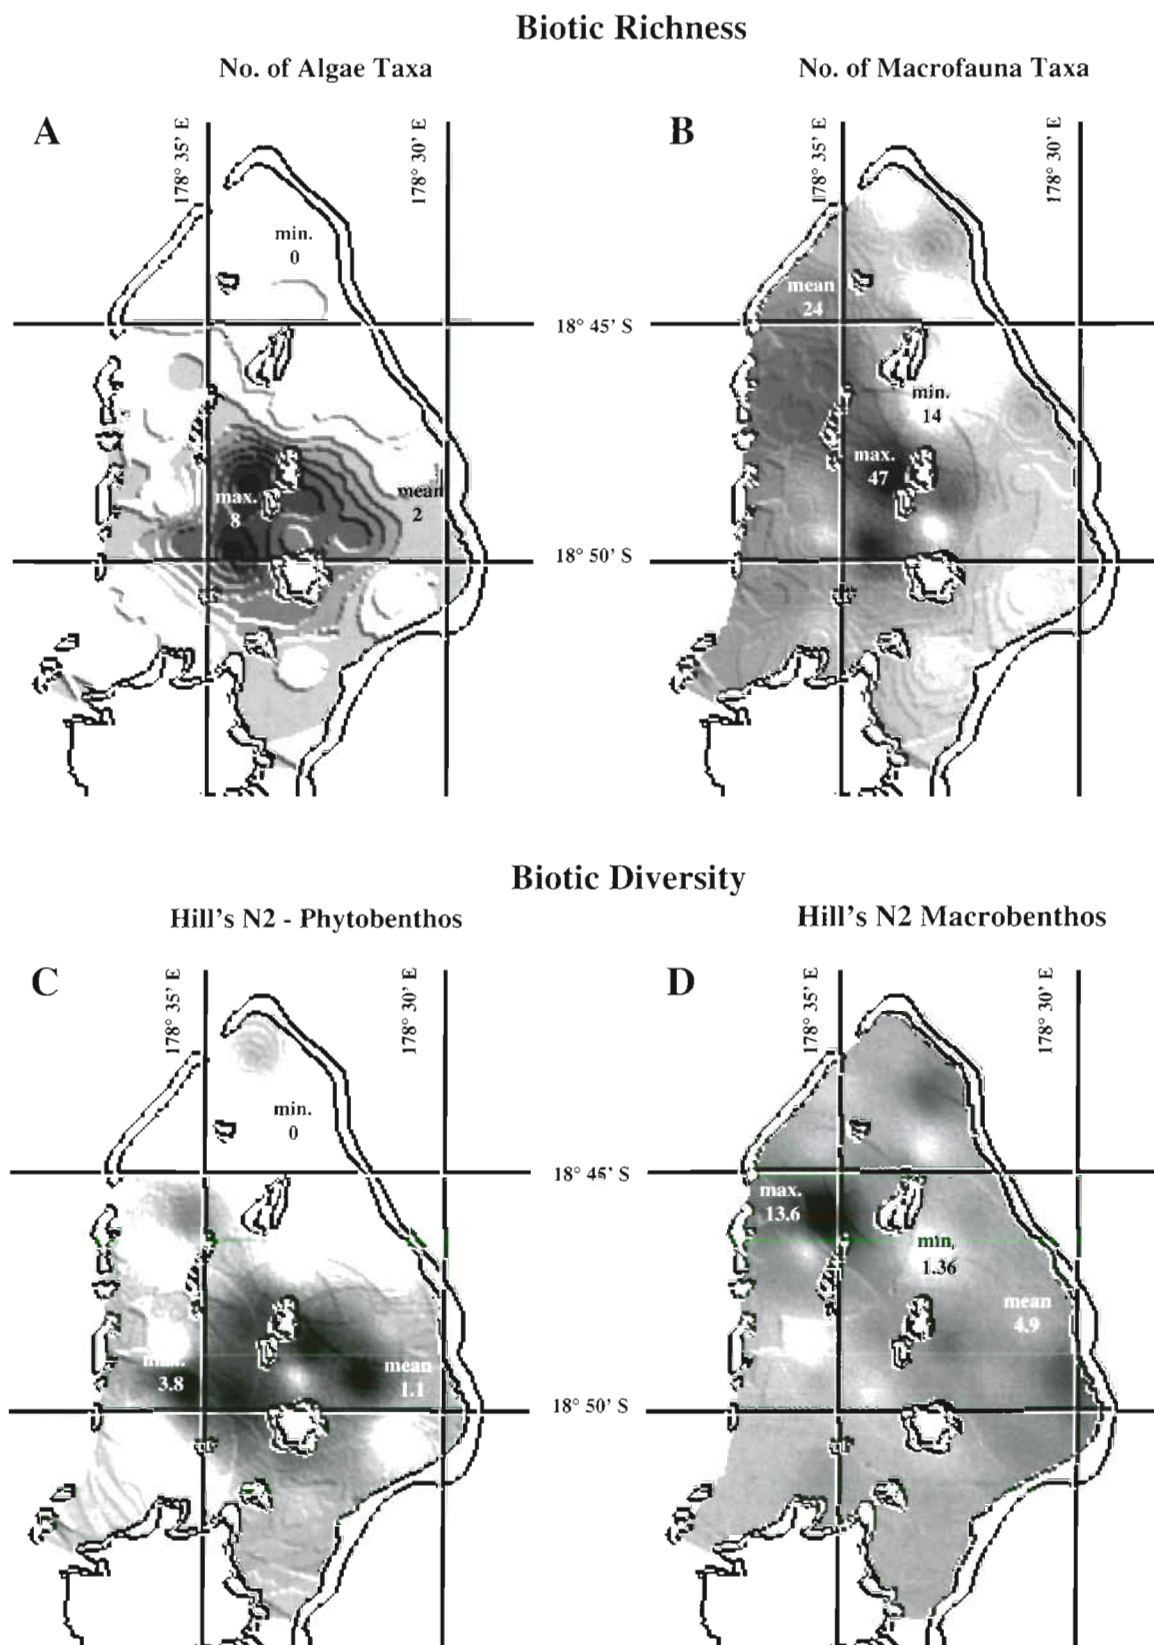 Biotic Richness
No. of Algae Taxa
No. of Macrofauna Taxa
A
178° 35' E
178° 30' E
B
178° 35' E
178° 30' E
min.
0
mean
24
18° 45' S
min.
14
max.
8
mean
2
max.
47
18° 50' S
Biotic Diversity
Hill's N2 - Phytobenthos
Hill's N2 Macrobenthos
C
178° 35' E
178° 30' E
D
178° 35' E
178° 30' E
min.
0
18° 45' S
max.
13.6
min.
1.36
mean
4.9
max.
3.8
mean
1.1
18° 50' S